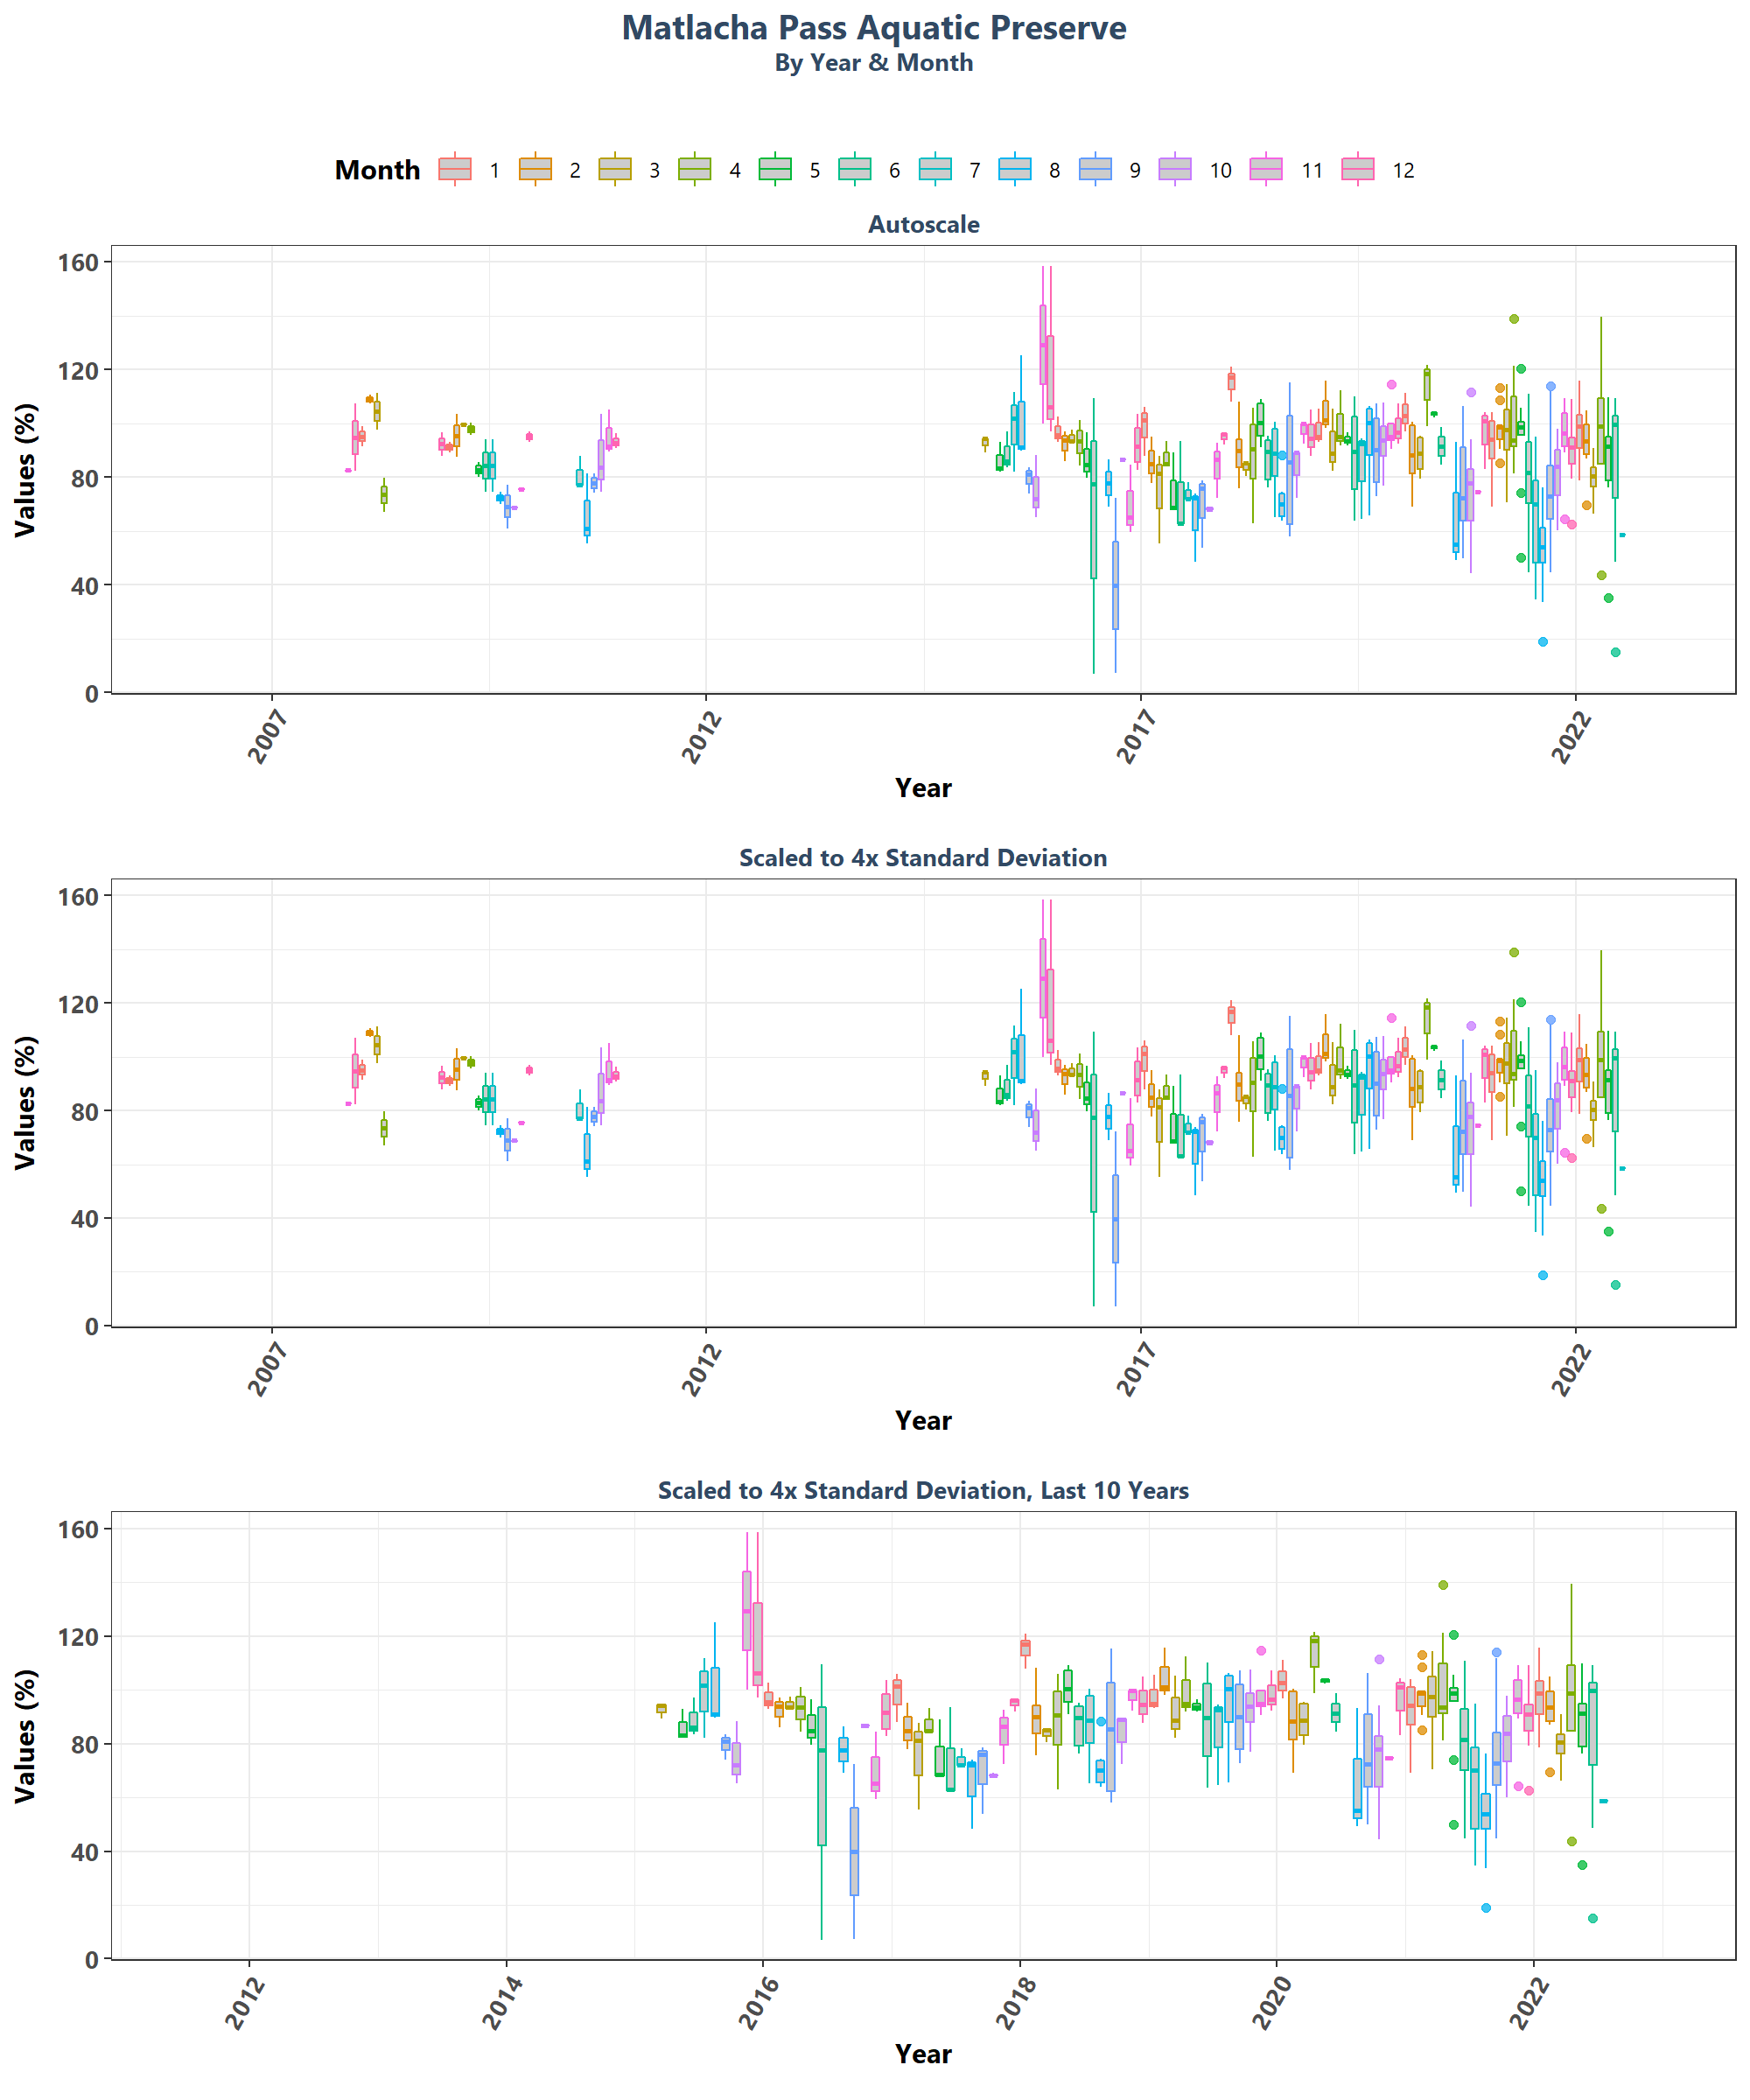 Matlacha Pass Aquatic Preserve
By Year & Month
Month 1 2 3 4 5 6 7 8 9 10 11 12
Autoscale
Values (%)
160
120
80
40
0
2007 2012 2017 2022
Year
Scaled to 4x Standard Deviation
Values (%)
160
120
80
40
0
2007 2012 2017 2022
Year
Scaled to 4x Standard Deviation, Last 10 Years
Values (%)
160
120
80
40
0
2012 2014 2016 2018 2020 2022
Year